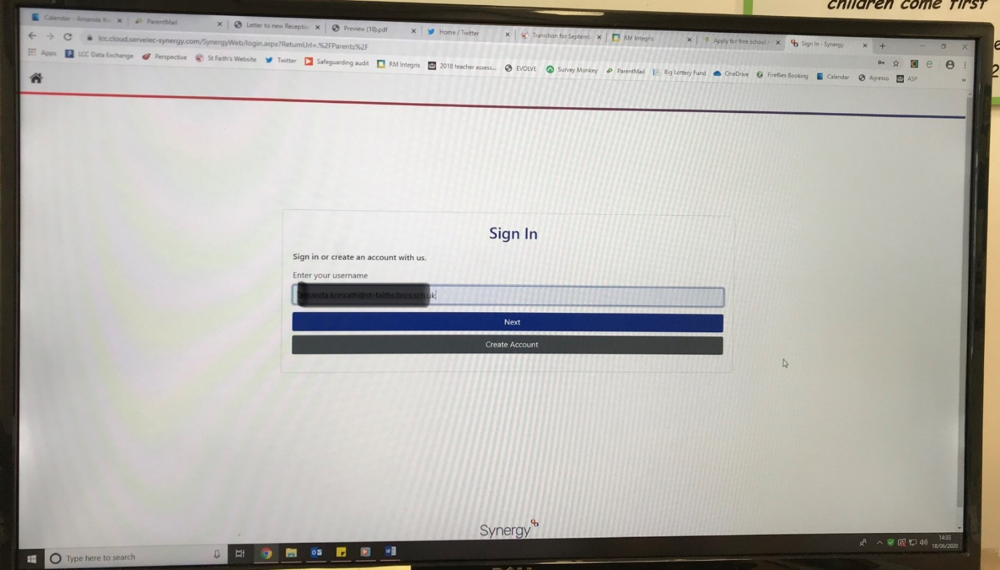 children come first
Calendar - Amanda Ko
ParentMail
Letter to new Receptio
Preview (18).pdf
Home / Twitter
Transition for Septemb
RM Integris
Apply for free school
Sign In - Synergy
lcc.cloud.servelec-synergy.com/SynergyWeb/login.aspx?ReturnUrl=.%2FParents%2F
Apps LCC Data Exchange Perspective St Faith's Website Twitter Safeguarding audit RM Integris 2018 teacher assess... EVOLVE Survey Monkey ParentMail Big Lottery Fund OneDrive Fireflies Booking Calendar Agresso ASP »
Sign In
Sign in or create an account with us.
Enter your username
uk
Next
Create Account
Synergy
Type here to search
14:33
18/06/2020